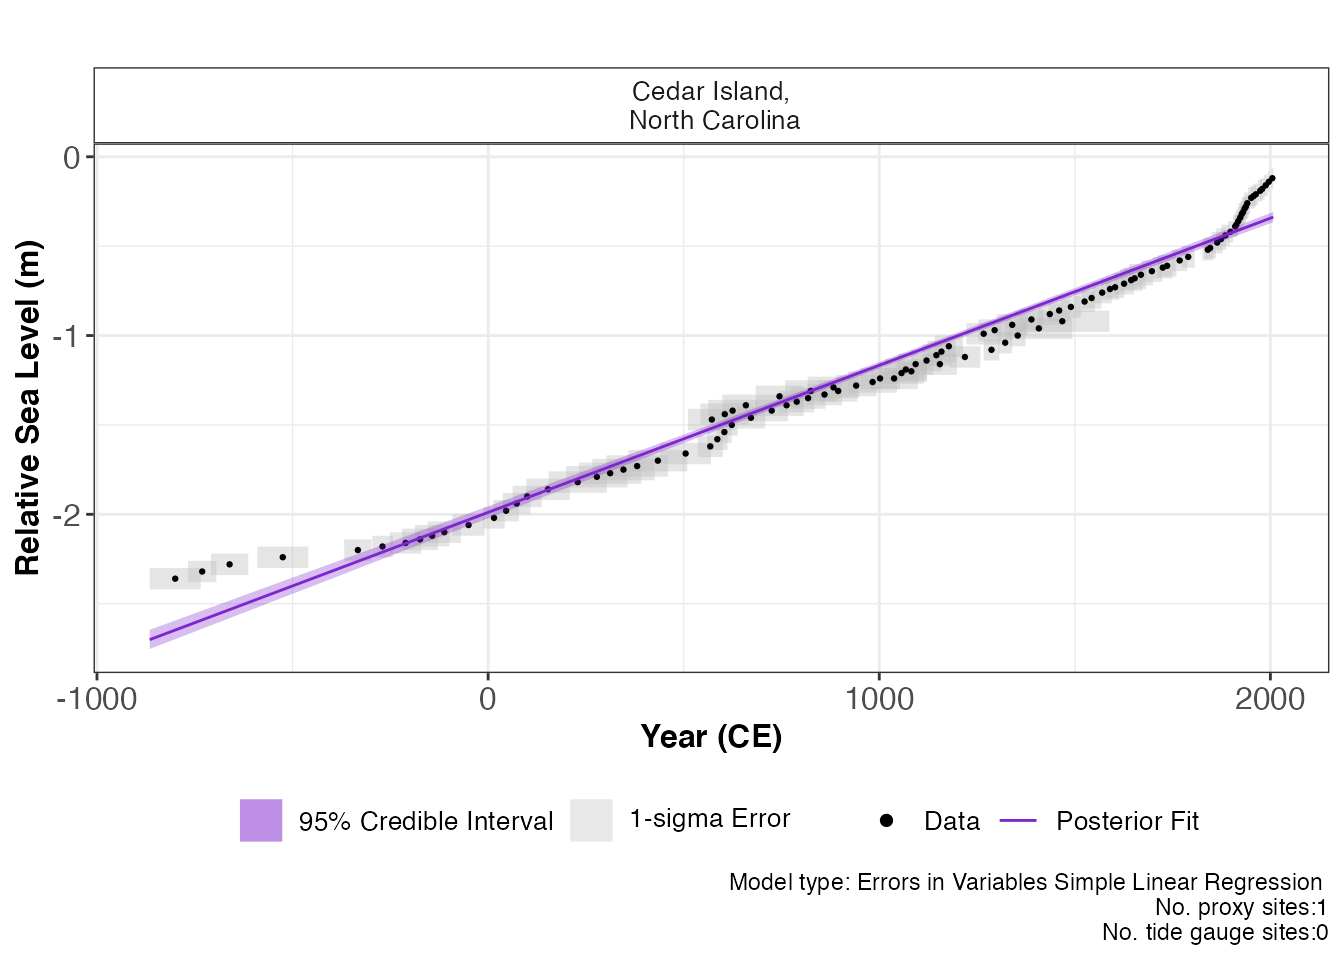 Cedar Island,
North Carolina
0
-1
-2
Relative Sea Level (m)
-1000 0 1000 2000
Year (CE)
95% Credible Interval 1-sigma Error Data Posterior Fit
Model type: Errors in Variables Simple Linear Regression
No. proxy sites:1
No. tide gauge sites:0